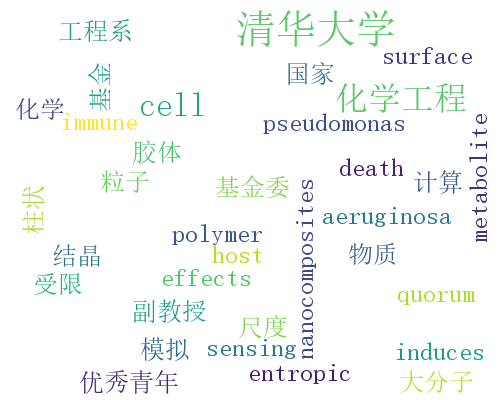 清华大学
工程系
surface
国家
基金
化学工程
化学
cell
immune
pseudomonas
metabolite
胶体
death
计算
粒子
基金委
柱状
nanocomposites
aeruginosa
polymer
物质
结晶
host
受限
effects
quorum
副教授
尺度
模拟
sensing
induces
优秀青年
entropic
大分子